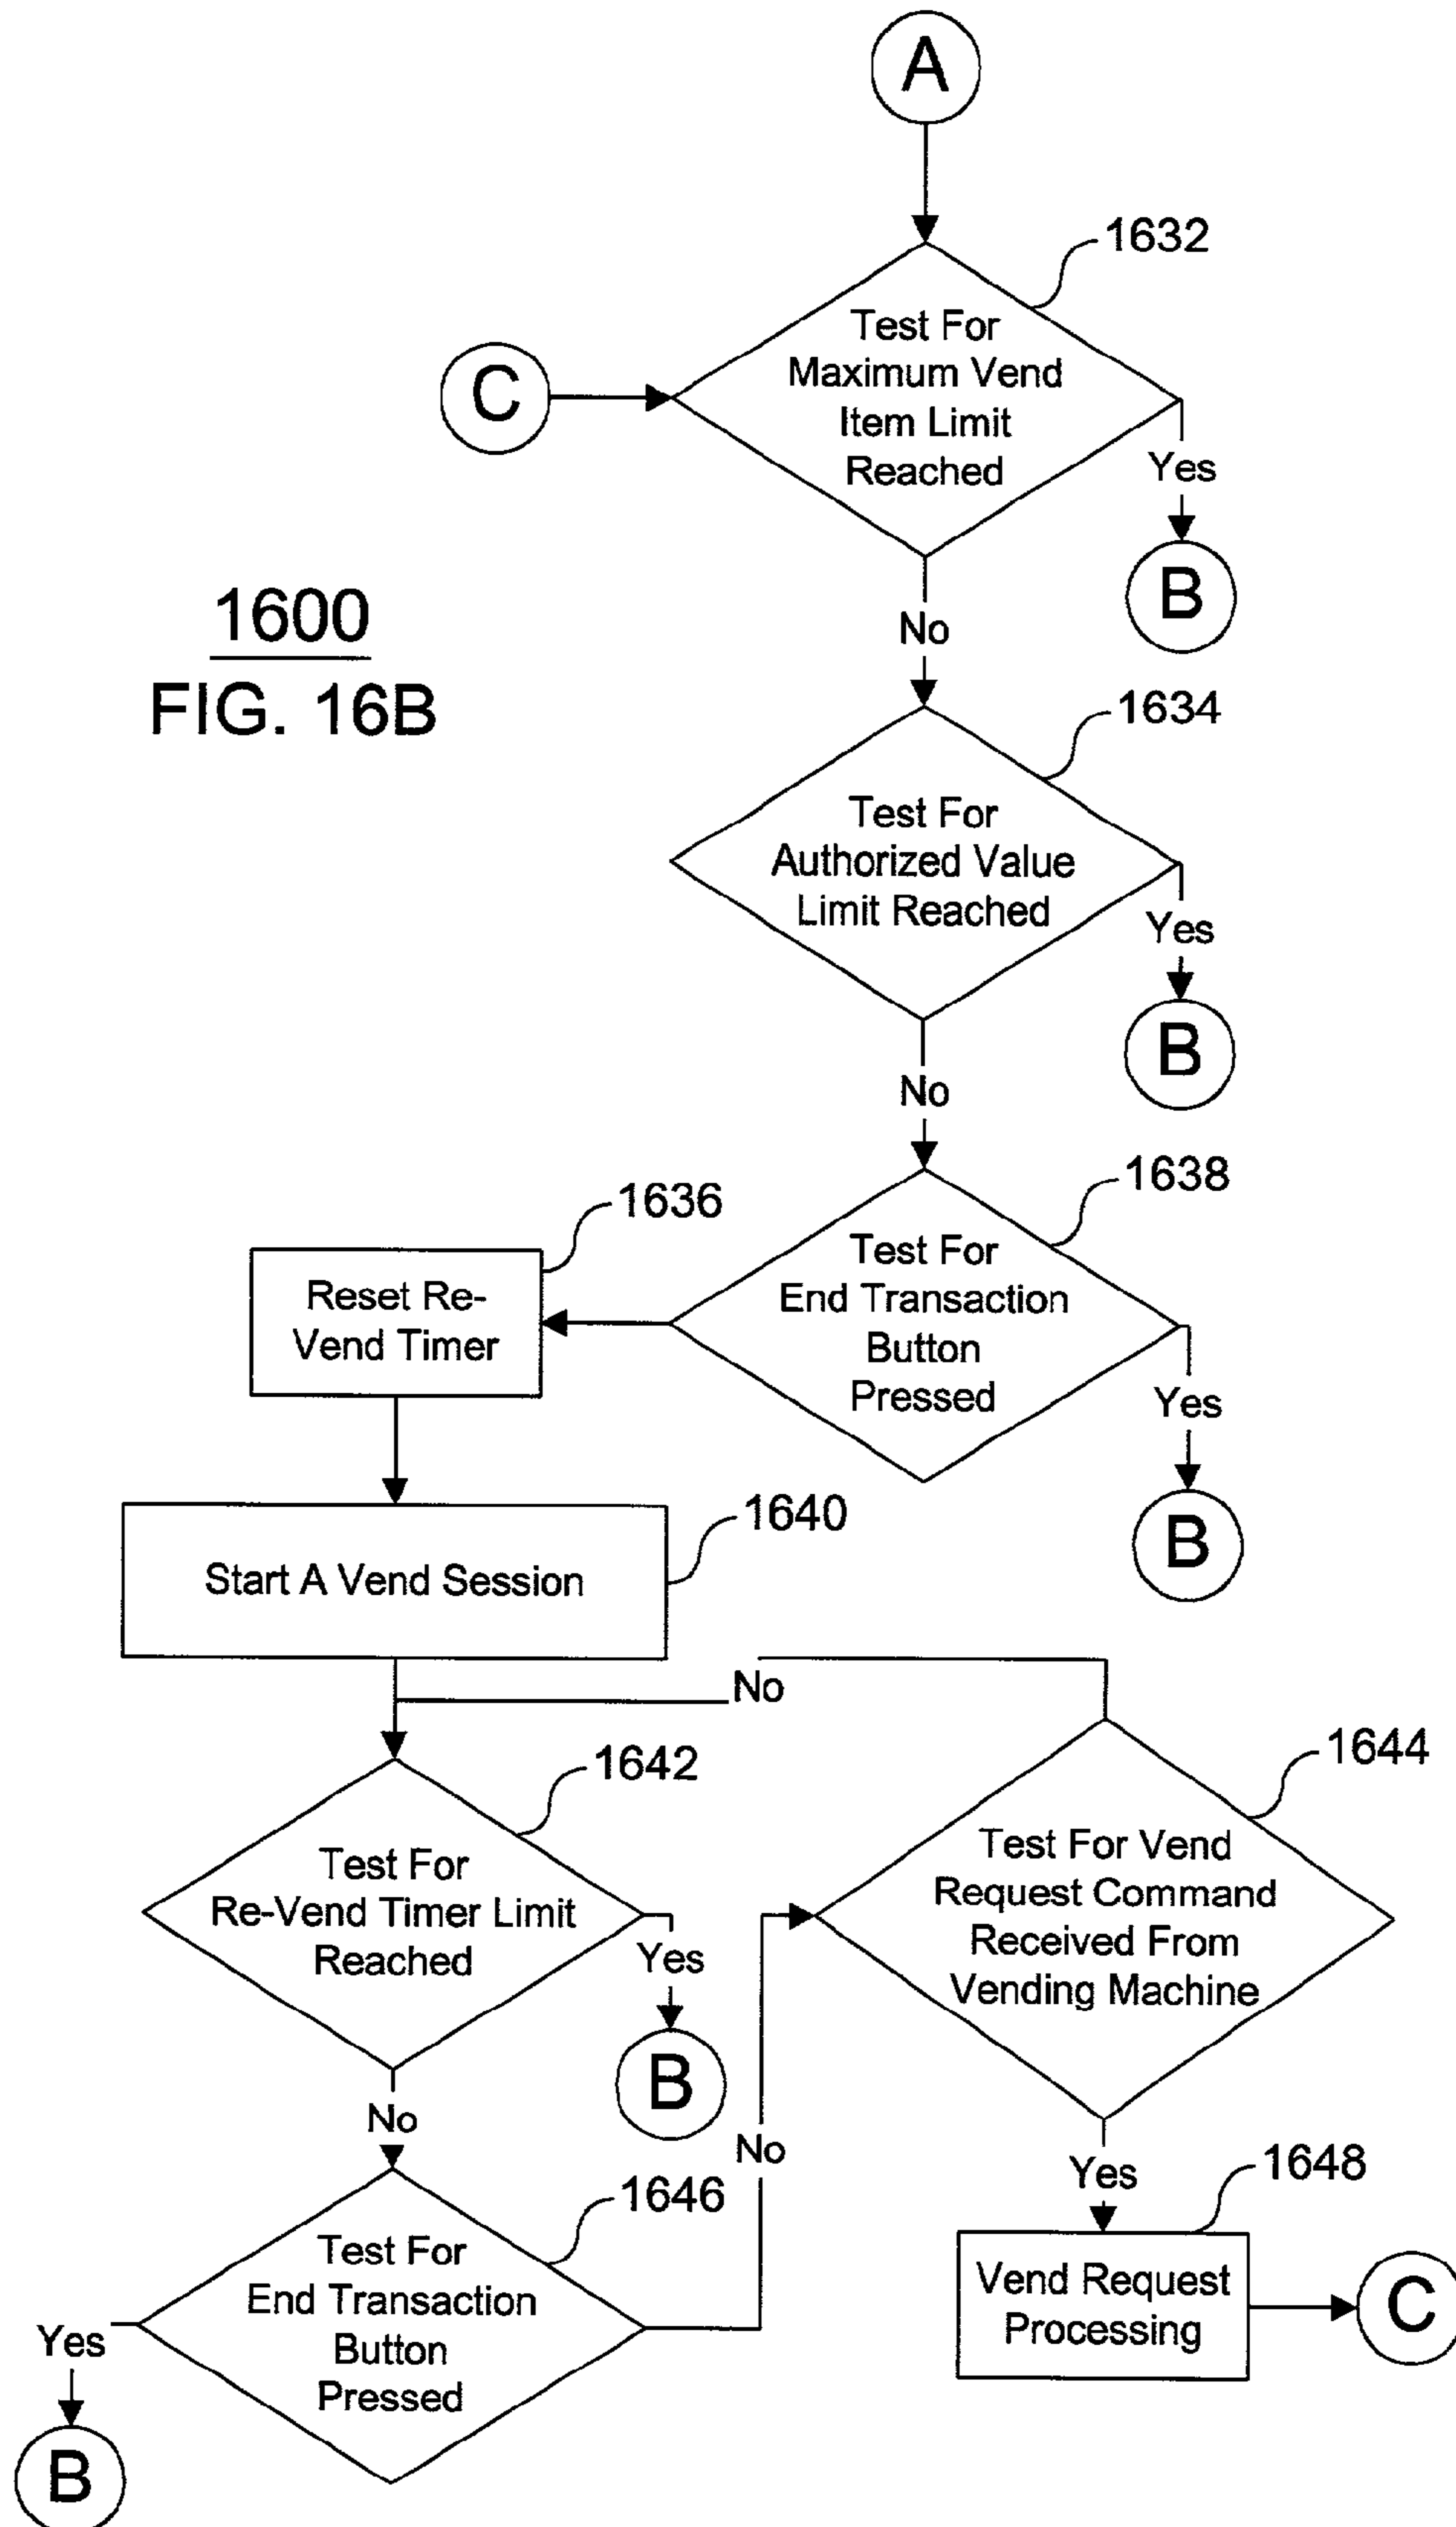 A
1632
Test For
Maximum Vend
Item Limit
Reached
C
Yes
B
No
1600
FIG. 16B
1634
Test For
Authorized Value
Limit Reached
Yes
B
No
1638
Test For
End Transaction
Button
Pressed
Yes
B
1636
Reset Re-
Vend Timer
1640
Start A Vend Session
No
1642
Test For
Re-Vend Timer Limit
Reached
Yes
B
No
1644
Test For Vend
Request Command
Received From
Vending Machine
No
Yes
1646
Test For
End Transaction
Button
Pressed
Yes
B
1648
Vend Request
Processing
C